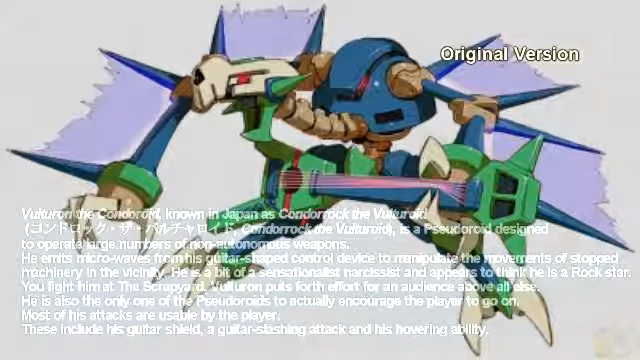 Original Version
Vulturon the Condoroid, known in Japan as Condorrock the Vulturoid
(コンドロック・ザ・バルチャロイド, Condorrock the Vulturoid), is a Pseudoroid designed
to operate large numbers of non-autonomous weapons.
He emits micro-waves from his guitar-shaped control device to manipulate the movements of stopped
machinery in the vicinity. He is a bit of a sensationalist narcissist and appears to think he is a Rock star.
You fight him at The Scrapyard. Vulturon puts forth effort for an audience above all else.
He is also the only one of the Pseudoroids to actually encourage the player to go on.
Most of his attacks are usable by the player.
These include his guitar shield, a guitar-slashing attack and his hovering ability.